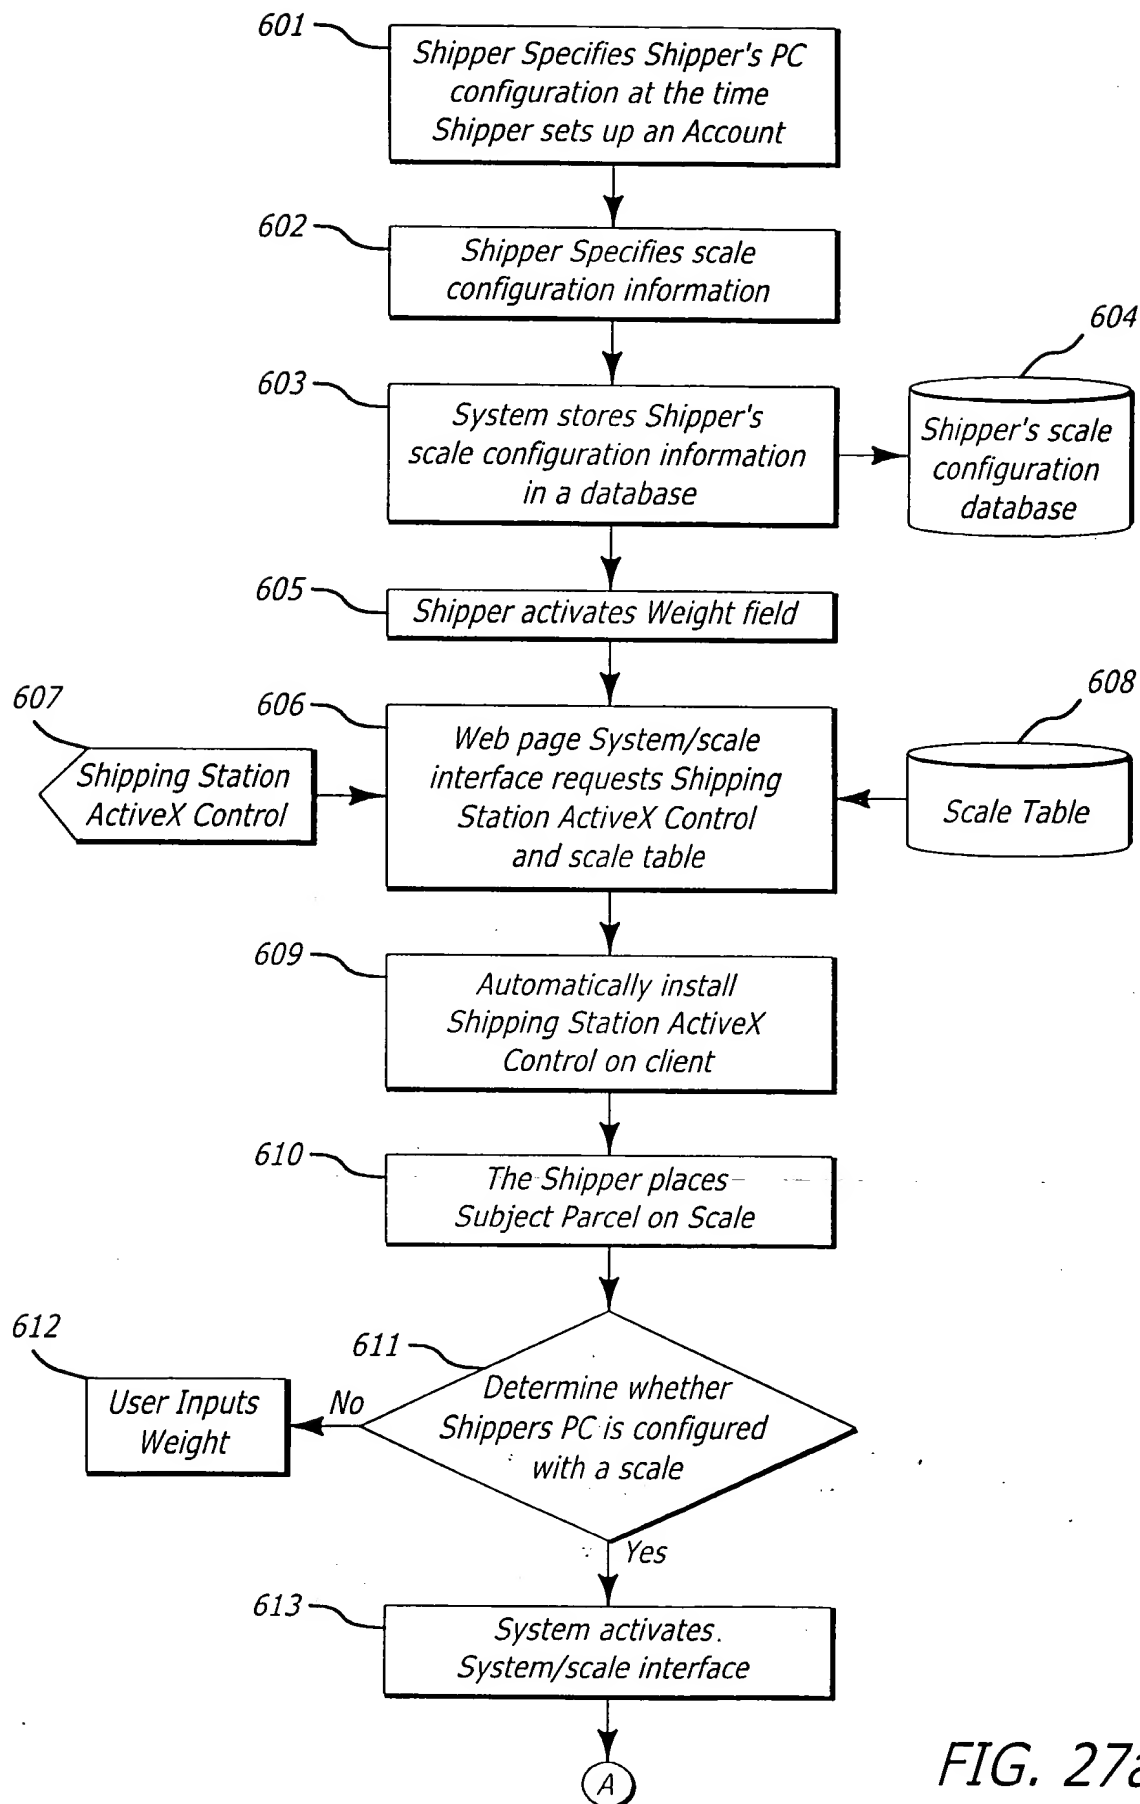 601
Shipper Specifies Shipper's PC
configuration at the time
Shipper sets up an Account
602
Shipper Specifies scale
configuration information
603
System stores Shipper's
scale configuration information
in a database
604
Shipper's scale
configuration
database
605
Shipper activates Weight field
606
Web page System/scale
interface requests Shipping
Station ActiveX Control
and scale table
607
Shipping Station
ActiveX Control
608
Scale Table
609
Automatically install
Shipping Station ActiveX
Control on client
610
The Shipper places
Subject Parcel on Scale
611
Determine whether
Shippers PC is configured
with a scale
No
612
User Inputs
Weight
Yes
613
System activates.
System/scale interface
A
FIG. 27a